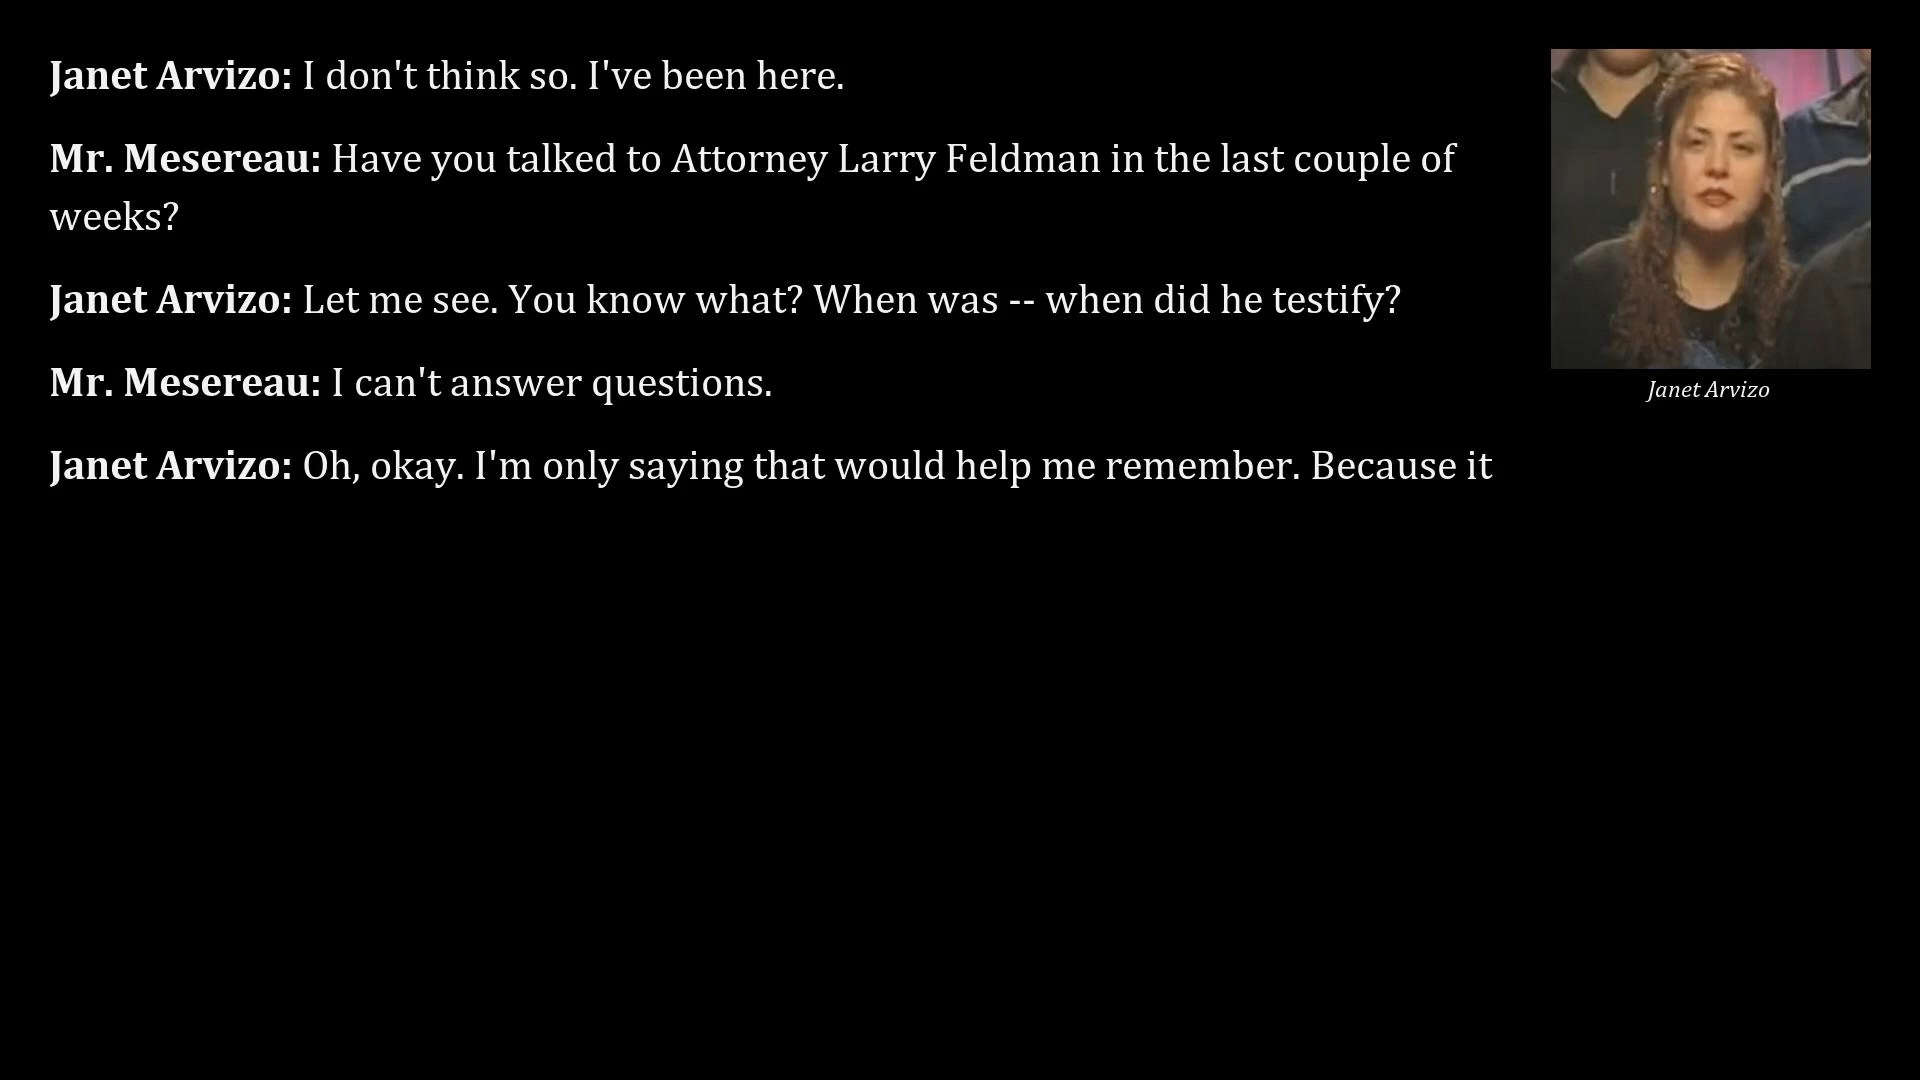 Janet Arvizo: I don't think so. I've been here.
Mr. Mesereau: Have you talked to Attorney Larry Feldman in the last couple of
weeks?
Janet Arvizo: Let me see. You know what? When was -- when did he testify?
Mr. Mesereau: I can't answer questions.
Janet Arvizo: Oh, okay. I'm only saying that would help me remember. Because it
Janet Arvizo